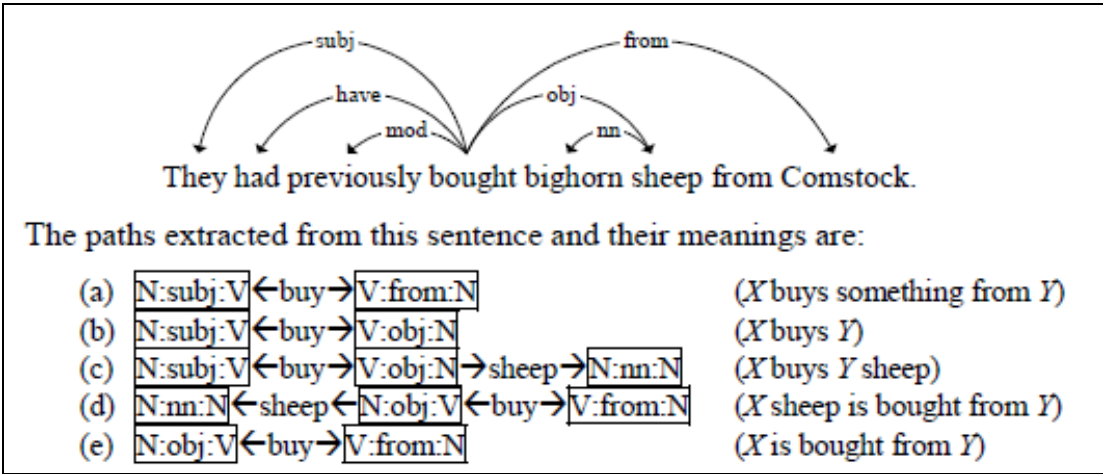 subj
from
have
obj
mod
nn
They had previously bought bighorn sheep from Comstock.
The paths extracted from this sentence and their meanings are:
(a) N:subj:V←buy→V:from:N (X buys something from Y)
(b) N:subj:V←buy→V:obj:N (X buys Y)
(c) N:subj:V←buy→V:obj:N→sheep→N:nn:N (X buys Y sheep)
(d) N:nn:N←sheep←N:obj:V←buy→V:from:N (X sheep is bought from Y)
(e) N:obj:V←buy→V:from:N (X is bought from Y)